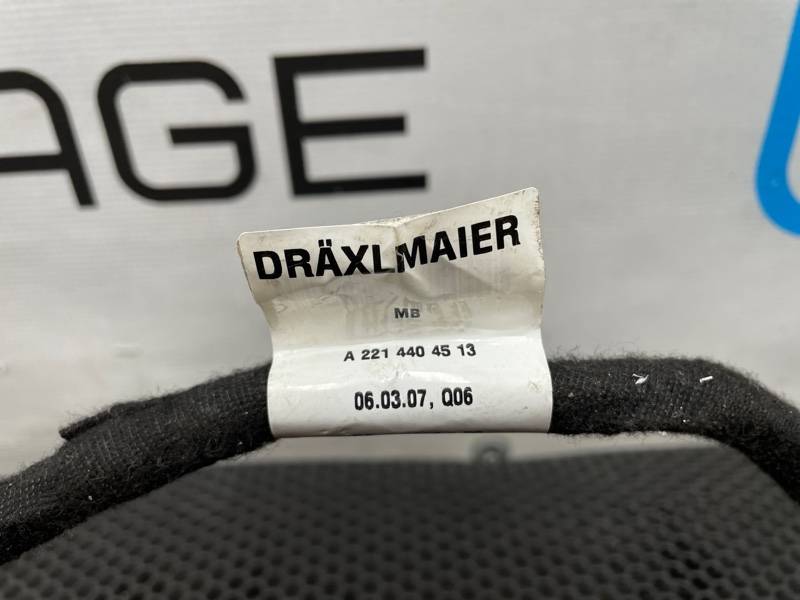 AGE
DRÄXLMAIER
MB
A 221 440 45 13
06.03.07, Q06